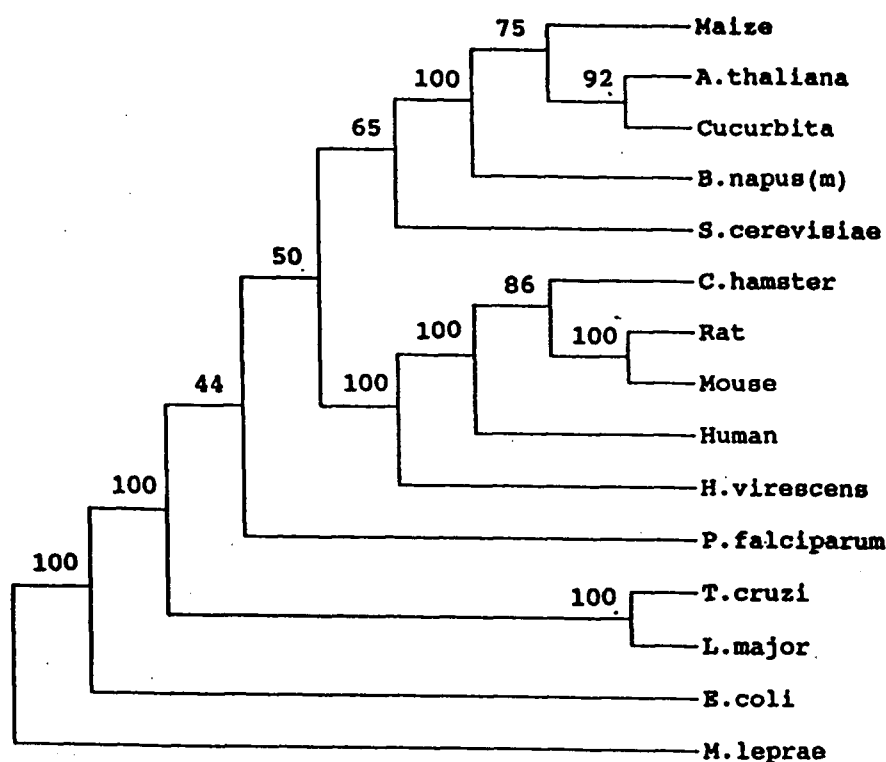 75
Maize
92
A.thaliana
100
Cucurbita
65
B.napus(m)
S.cerevisiae
50
86
C.hamster
100
100
Rat
44
100
Mouse
Human
100
H.virescens
100
P.falciparum
100
T.cruzi
L.major
E.coli
M.leprae